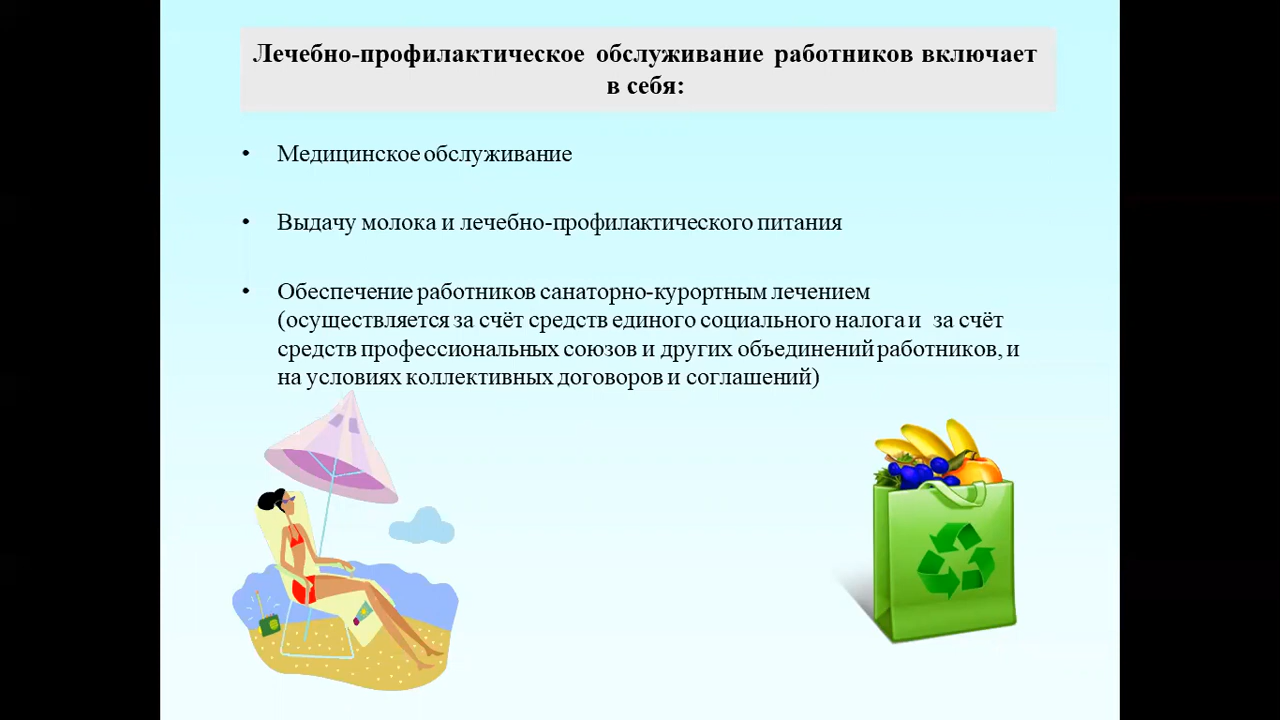 Лечебно-профилактическое обслуживание работников включает
в себя:
• Медицинское обслуживание
• Выдачу молока и лечебно-профилактического питания
• Обеспечение работников санаторно-курортным лечением
(осуществляется за счёт средств единого социального налога и за счёт
средств профессиональных союзов и других объединений работников, и
на условиях коллективных договоров и соглашений)